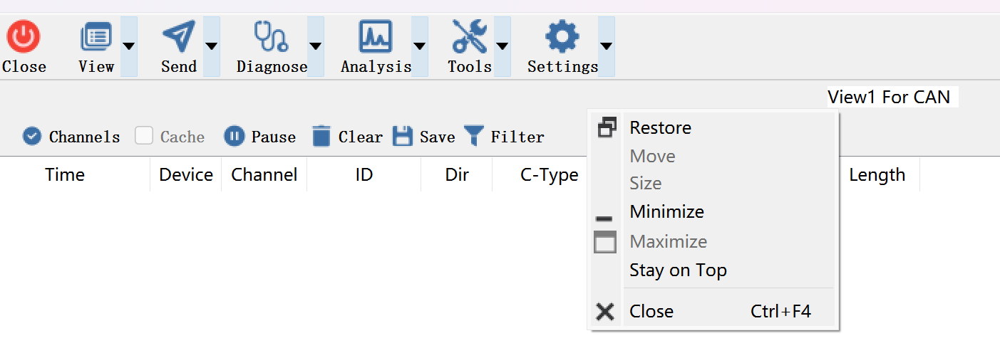 Close View Send Diagnose Analysis Tools Settings
View1 For CAN
Channels Cache Pause Clear Save Filter
Time Device Channel ID Dir C-Type Length
Restore
Move
Size
Minimize
Maximize
Stay on Top
Close Ctrl+F4